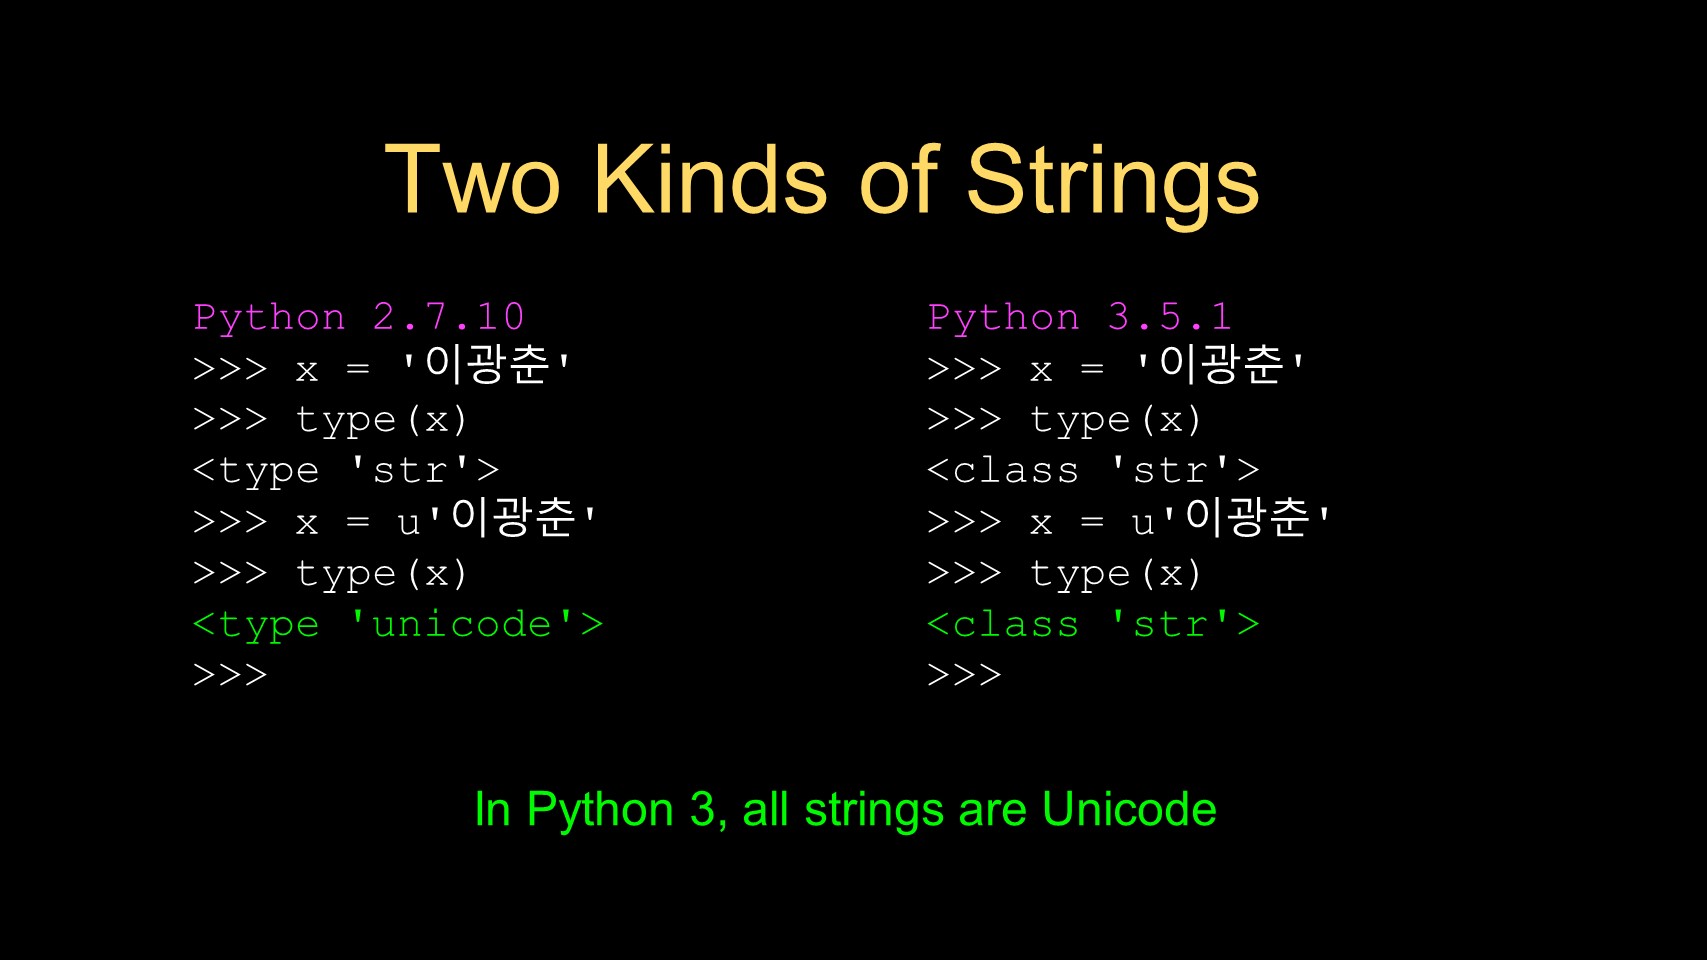 Two Kinds of Strings
Python 2.7.10
>>> x = '이광춘'
>>> type(x)
<type 'str'>
>>> x = u'이광춘'
>>> type(x)
<type 'unicode'>
>>>
Python 3.5.1
>>> x = '이광춘'
>>> type(x)
<class 'str'>
>>> x = u'이광춘'
>>> type(x)
<class 'str'>
>>>
In Python 3, all strings are Unicode